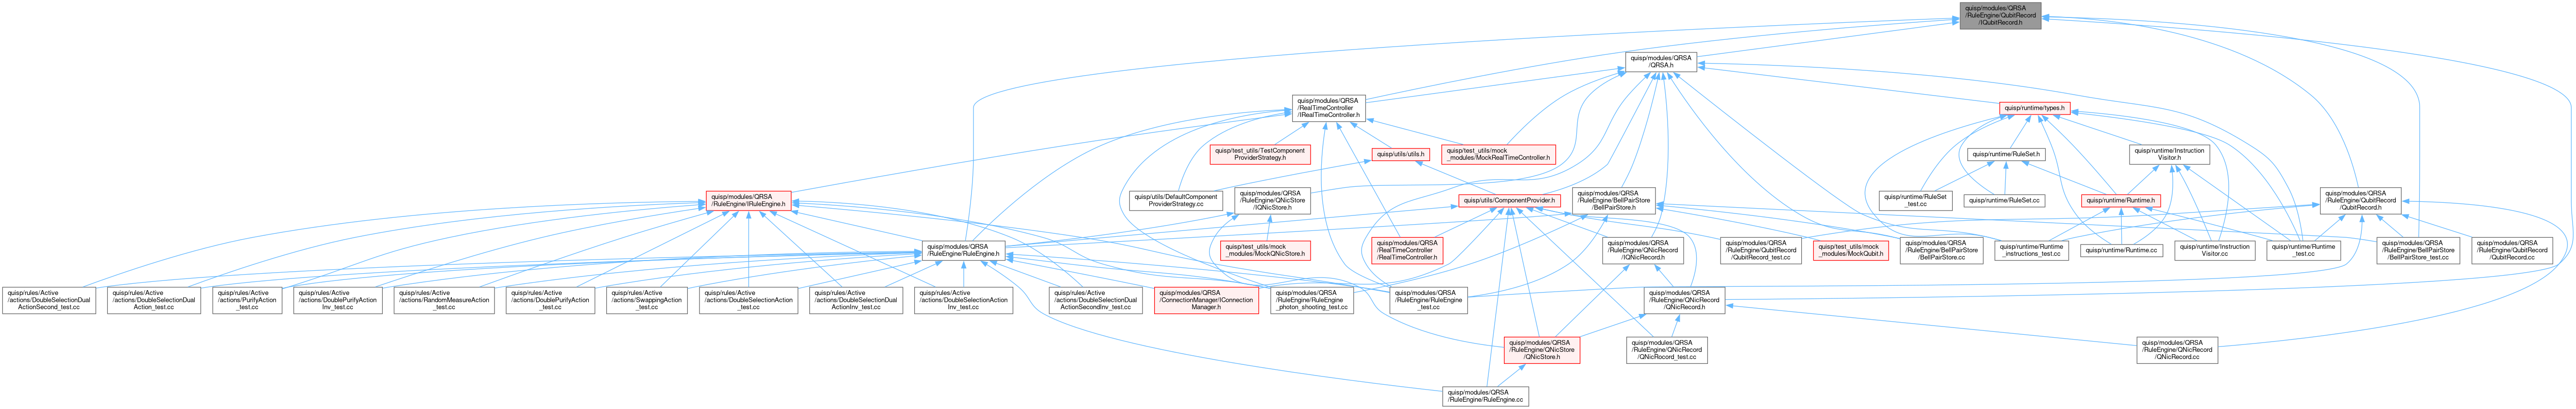 quisp/modules/QRSA
/RuleEngine/QubitRecord
/IQubitRecord.h
quisp/modules/QRSA
/QRSA.h
quisp/modules/QRSA
/RealTimeController
/IRealTimeController.h
quisp/runtime/types.h
quisp/test_utils/TestComponent
ProviderStrategy.h
quisp/utils/utils.h
quisp/test_utils/mock
_modules/MockRealTimeController.h
quisp/runtime/RuleSet.h
quisp/runtime/Instruction
Visitor.h
quisp/modules/QRSA
/RuleEngine/IRuleEngine.h
quisp/utils/DefaultComponent
ProviderStrategy.cc
quisp/modules/QRSA
/RuleEngine/QNicStore
/IQNicStore.h
quisp/utils/ComponentProvider.h
quisp/modules/QRSA
/RuleEngine/BellPairStore
/BellPairStore.h
quisp/runtime/RuleSet
_test.cc
quisp/runtime/RuleSet.cc
quisp/runtime/Runtime.h
quisp/modules/QRSA
/RuleEngine/QubitRecord
/QubitRecord.h
quisp/modules/QRSA
/RuleEngine/RuleEngine.h
quisp/test_utils/mock
_modules/MockQNicStore.h
quisp/modules/QRSA
/RealTimeController
/RealTimeController.h
quisp/modules/QRSA
/RuleEngine/QNicRecord
/IQNicRecord.h
quisp/modules/QRSA
/RuleEngine/QubitRecord
/QubitRecord_test.cc
quisp/test_utils/mock
_modules/MockQubit.h
quisp/modules/QRSA
/RuleEngine/BellPairStore
/BellPairStore.cc
quisp/runtime/Runtime
_instructions_test.cc
quisp/runtime/Runtime.cc
quisp/runtime/Instruction
Visitor.cc
quisp/runtime/Runtime
_test.cc
quisp/modules/QRSA
/RuleEngine/BellPairStore
/BellPairStore_test.cc
quisp/modules/QRSA
/RuleEngine/QubitRecord
/QubitRecord.cc
quisp/rules/Active
/actions/DoubleSelectionDual
ActionSecond_test.cc
quisp/rules/Active
/actions/DoubleSelectionDual
Action_test.cc
quisp/rules/Active
/actions/PurifyAction
_test.cc
quisp/rules/Active
/actions/DoublePurifyAction
Inv_test.cc
quisp/rules/Active
/actions/RandomMeasureAction
_test.cc
quisp/rules/Active
/actions/DoublePurifyAction
_test.cc
quisp/rules/Active
/actions/SwappingAction
_test.cc
quisp/rules/Active
/actions/DoubleSelectionAction
_test.cc
quisp/rules/Active
/actions/DoubleSelectionDual
ActionInv_test.cc
quisp/rules/Active
/actions/DoubleSelectionAction
Inv_test.cc
quisp/rules/Active
/actions/DoubleSelectionDual
ActionSecondInv_test.cc
quisp/modules/QRSA
/ConnectionManager/IConnection
Manager.h
quisp/modules/QRSA
/RuleEngine/RuleEngine
_photon_shooting_test.cc
quisp/modules/QRSA
/RuleEngine/RuleEngine
_test.cc
quisp/modules/QRSA
/RuleEngine/QNicRecord
/QNicRecord.h
quisp/modules/QRSA
/RuleEngine/QNicStore
/QNicStore.h
quisp/modules/QRSA
/RuleEngine/QNicRecord
/QNicRocord_test.cc
quisp/modules/QRSA
/RuleEngine/QNicRecord
/QNicRecord.cc
quisp/modules/QRSA
/RuleEngine/RuleEngine.cc